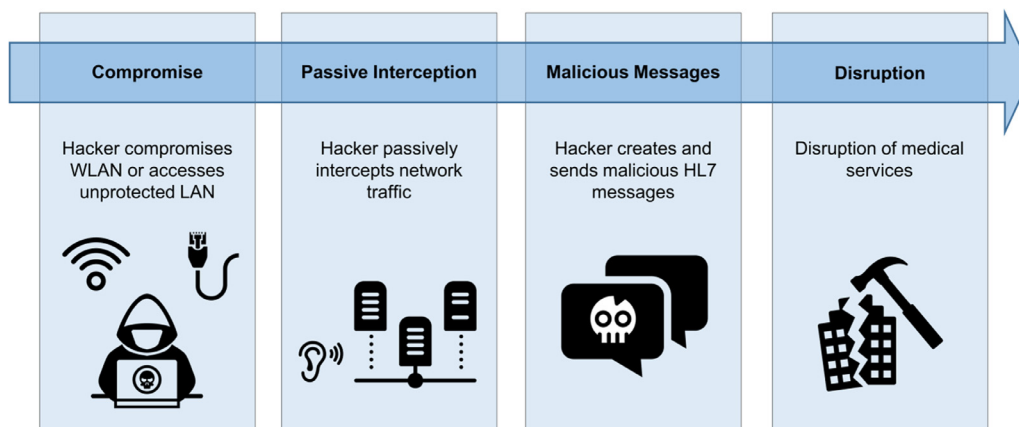 Compromise
Passive Interception
Malicious Messages
Disruption
Hacker compromises
WLAN or accesses
unprotected LAN
Hacker passively
intercepts network
traffic
Hacker creates and
sends malicious HL7
messages
Disruption of medical
services